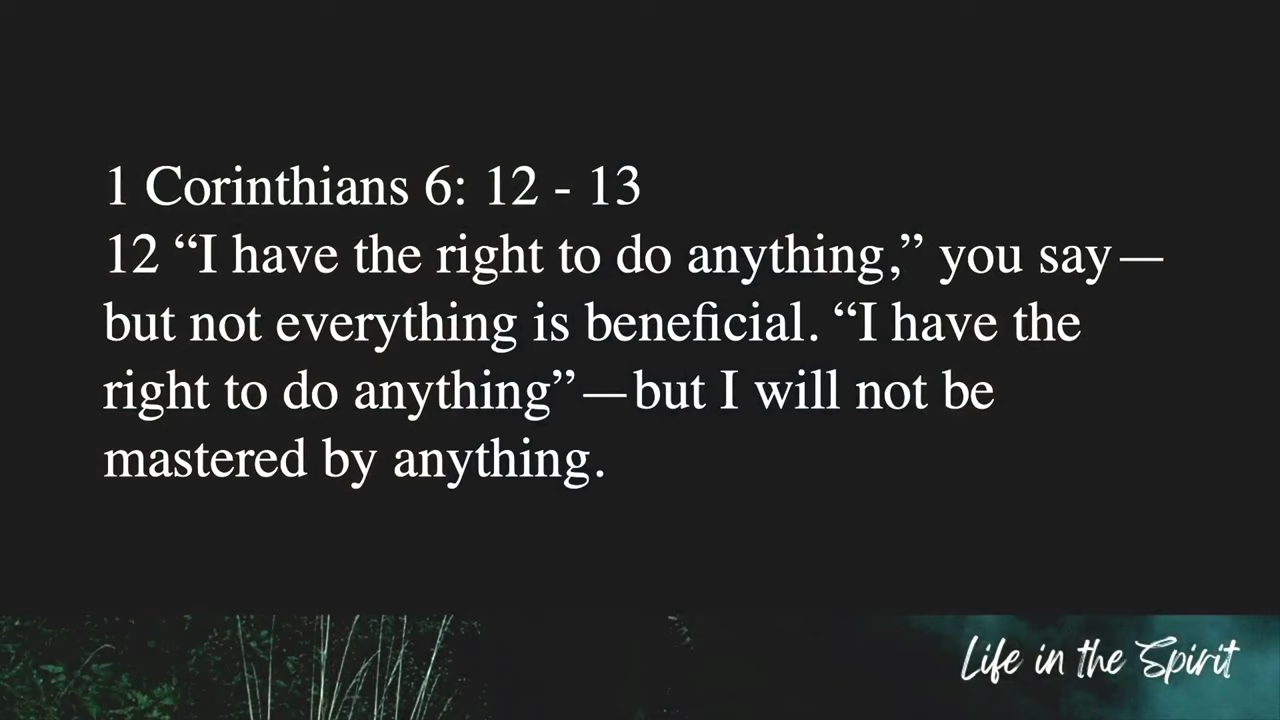 1 Corinthians 6: 12 - 13
12 “I have the right to do anything,” you say—
but not everything is beneficial. “I have the
right to do anything”—but I will not be
mastered by anything.
Life in the Spirit